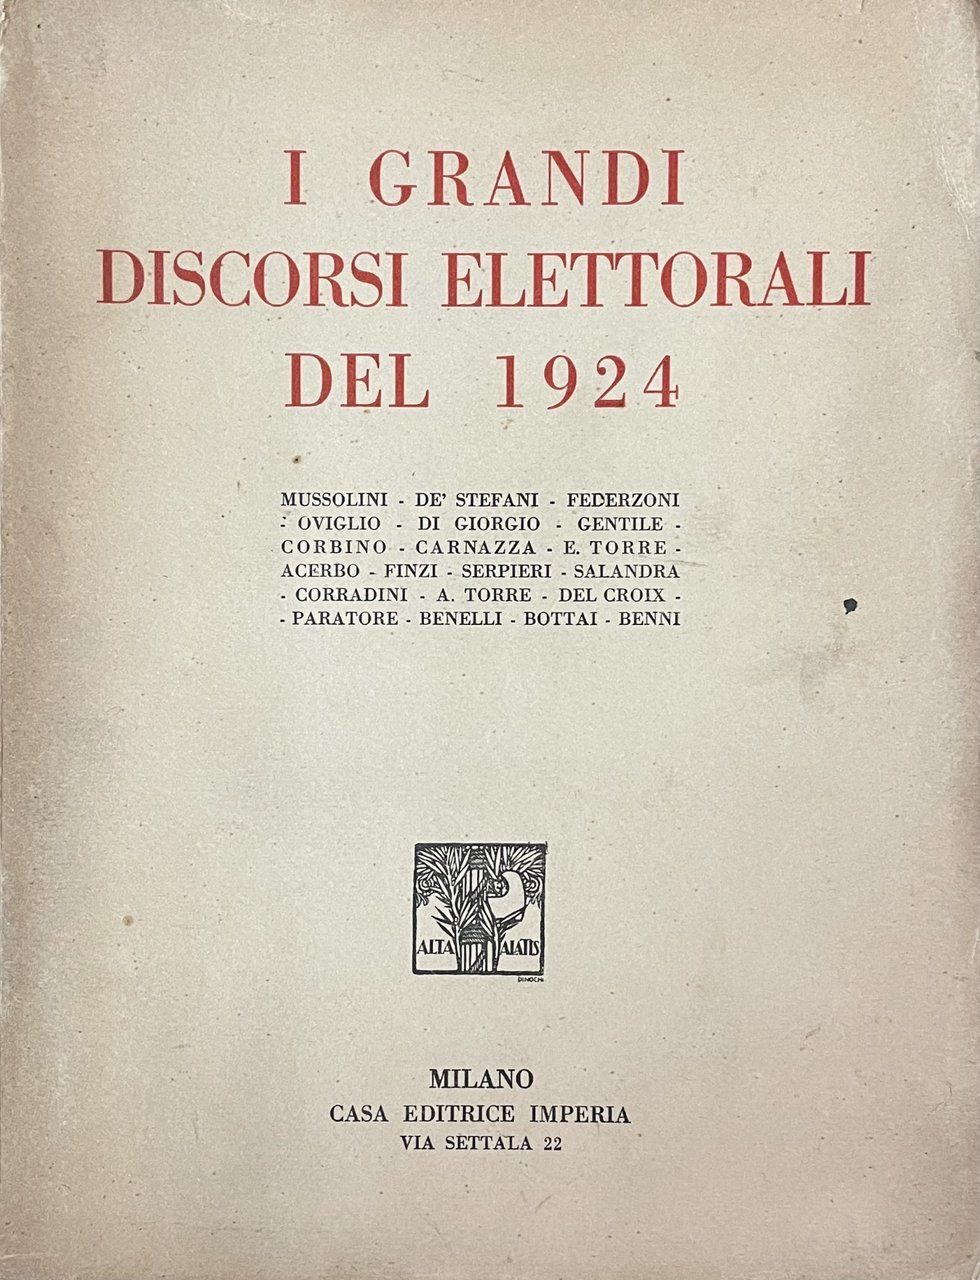 I GRANDI
DISCORSI ELETTORALI
DEL 1924
MUSSOLINI - DE' STEFANI - FEDERZONI
- OVIGLIO - DI GIORGIO - GENTILE -
CORBINO - CARNAZZA - E. TORRE -
ACERBO - FINZI - SERPIERI - SALANDRA
- CORRADINI - A. TORRE - DEL CROIX -
- PARATORE - BENELLI - BOTTAI - BENNI
ALTA ALATIS
DINOCHI
MILANO
CASA EDITRICE IMPERIA
VIA SETTALA 22